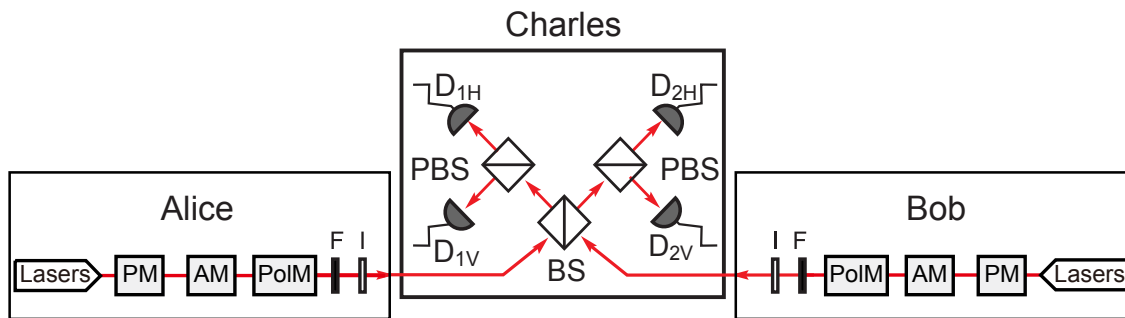 Charles
D1H
D2H
PBS
PBS
D1V
D2V
BS
Alice
F I
Lasers
PM
AM
PolM
Bob
I F
PolM
AM
PM
Lasers